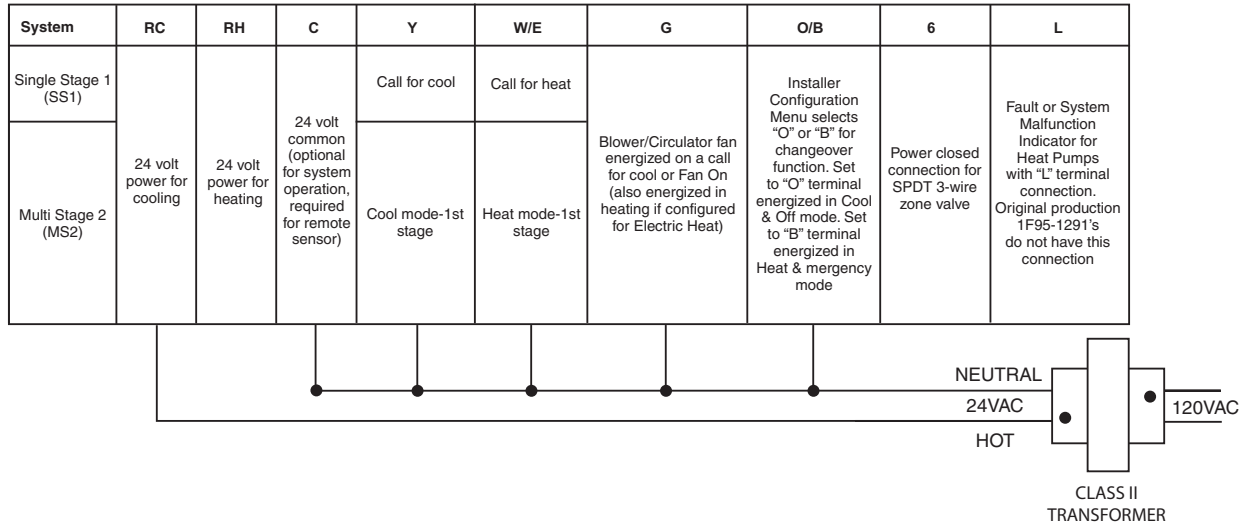 System RC RH C Y W/E G O/B 6 L
Single Stage 1
(SS1)
Multi Stage 2
(MS2)
24 volt
power for
cooling
24 volt
power for
heating
24 volt
common
(optional
for system
operation,
required
for remote
sensor)
Call for cool
Cool mode-1st
stage
Call for heat
Heat mode-1st
stage
Blower/Circulator fan
energized on a call
for cool or Fan On
(also energized in
heating if configured
for Electric Heat)
Installer
Configuration
Menu selects
“O” or “B” for
changeover
function. Set
to “O” terminal
energized in Cool
& Off mode. Set
to “B” terminal
energized in
Heat & mergency
mode
Power closed
connection for
SPDT 3-wire
zone valve
Fault or System
Malfunction
Indicator for
Heat Pumps
with “L” terminal
connection.
Original production
1F95-1291's
do not have this
connection
NEUTRAL
24VAC
HOT
120VAC
CLASS II
TRANSFORMER